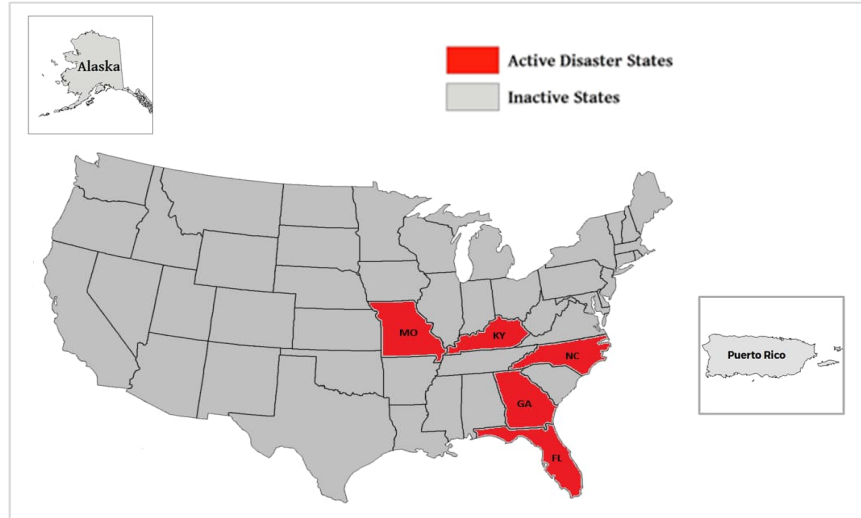 Alaska
Active Disaster States
Inactive States
MO
KY
NC
GA
FL
Puerto Rico